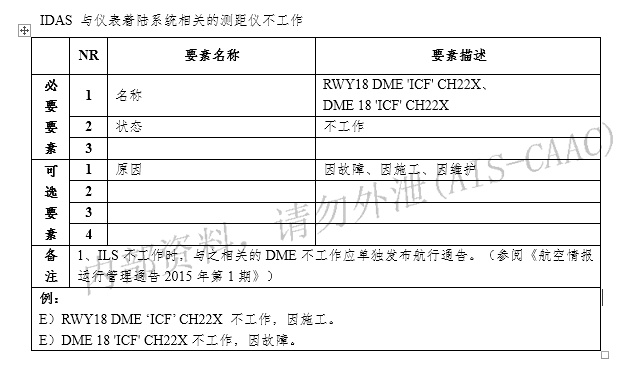 IDAS 与仪表着陆系统相关的测距仪不工作
NR 要素名称 要素描述
必要要素
1 名称 RWY18 DME 'ICF' CH22X、
DME 18 'ICF' CH22X
2 状态 不工作
3
可选要素
1 原因 因故障、因施工、因维护
2
3
4
备注
1、ILS 不工作时，与之相关的 DME 不工作应单独发布航行通告。（参阅《航空情报
运行管理通告 2015 年第 1 期》）
例：
E）RWY18 DME ‘ICF’ CH22X 不工作，因施工。
E）DME 18 'ICF' CH22X 不工作，因故障。
内部资料，请勿外泄(AIS-CAAC)